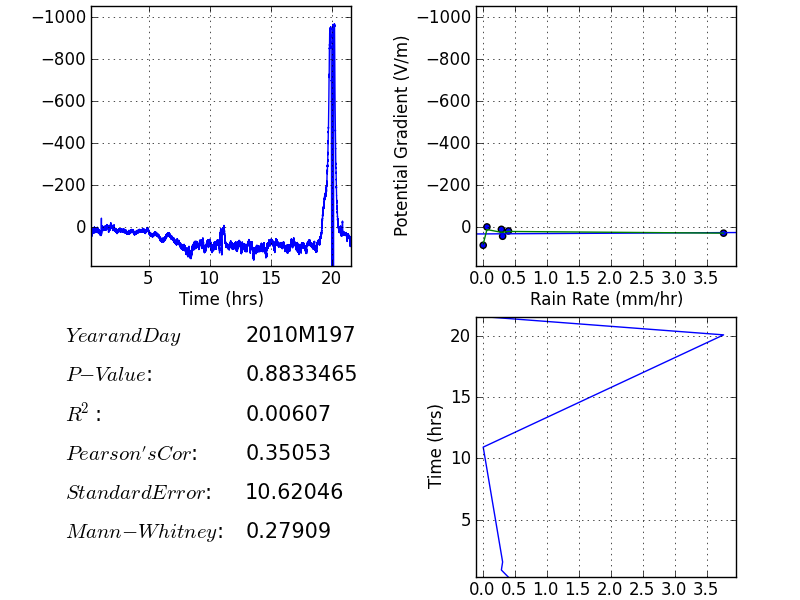 −1000
−800
−600
−400
−200
0
5 10 15 20
Time (hrs)
Potential Gradient (V/m)
−1000
−800
−600
−400
−200
0
0.0 0.5 1.0 1.5 2.0 2.5 3.0 3.5
Rain Rate (mm/hr)
YearandDay 2010M197
P−Value: 0.8833465
R²: 0.00607
Pearson'sCor: 0.35053
StandardError: 10.62046
Mann−Whitney: 0.27909
Time (hrs)
20
15
10
5
0.0 0.5 1.0 1.5 2.0 2.5 3.0 3.5